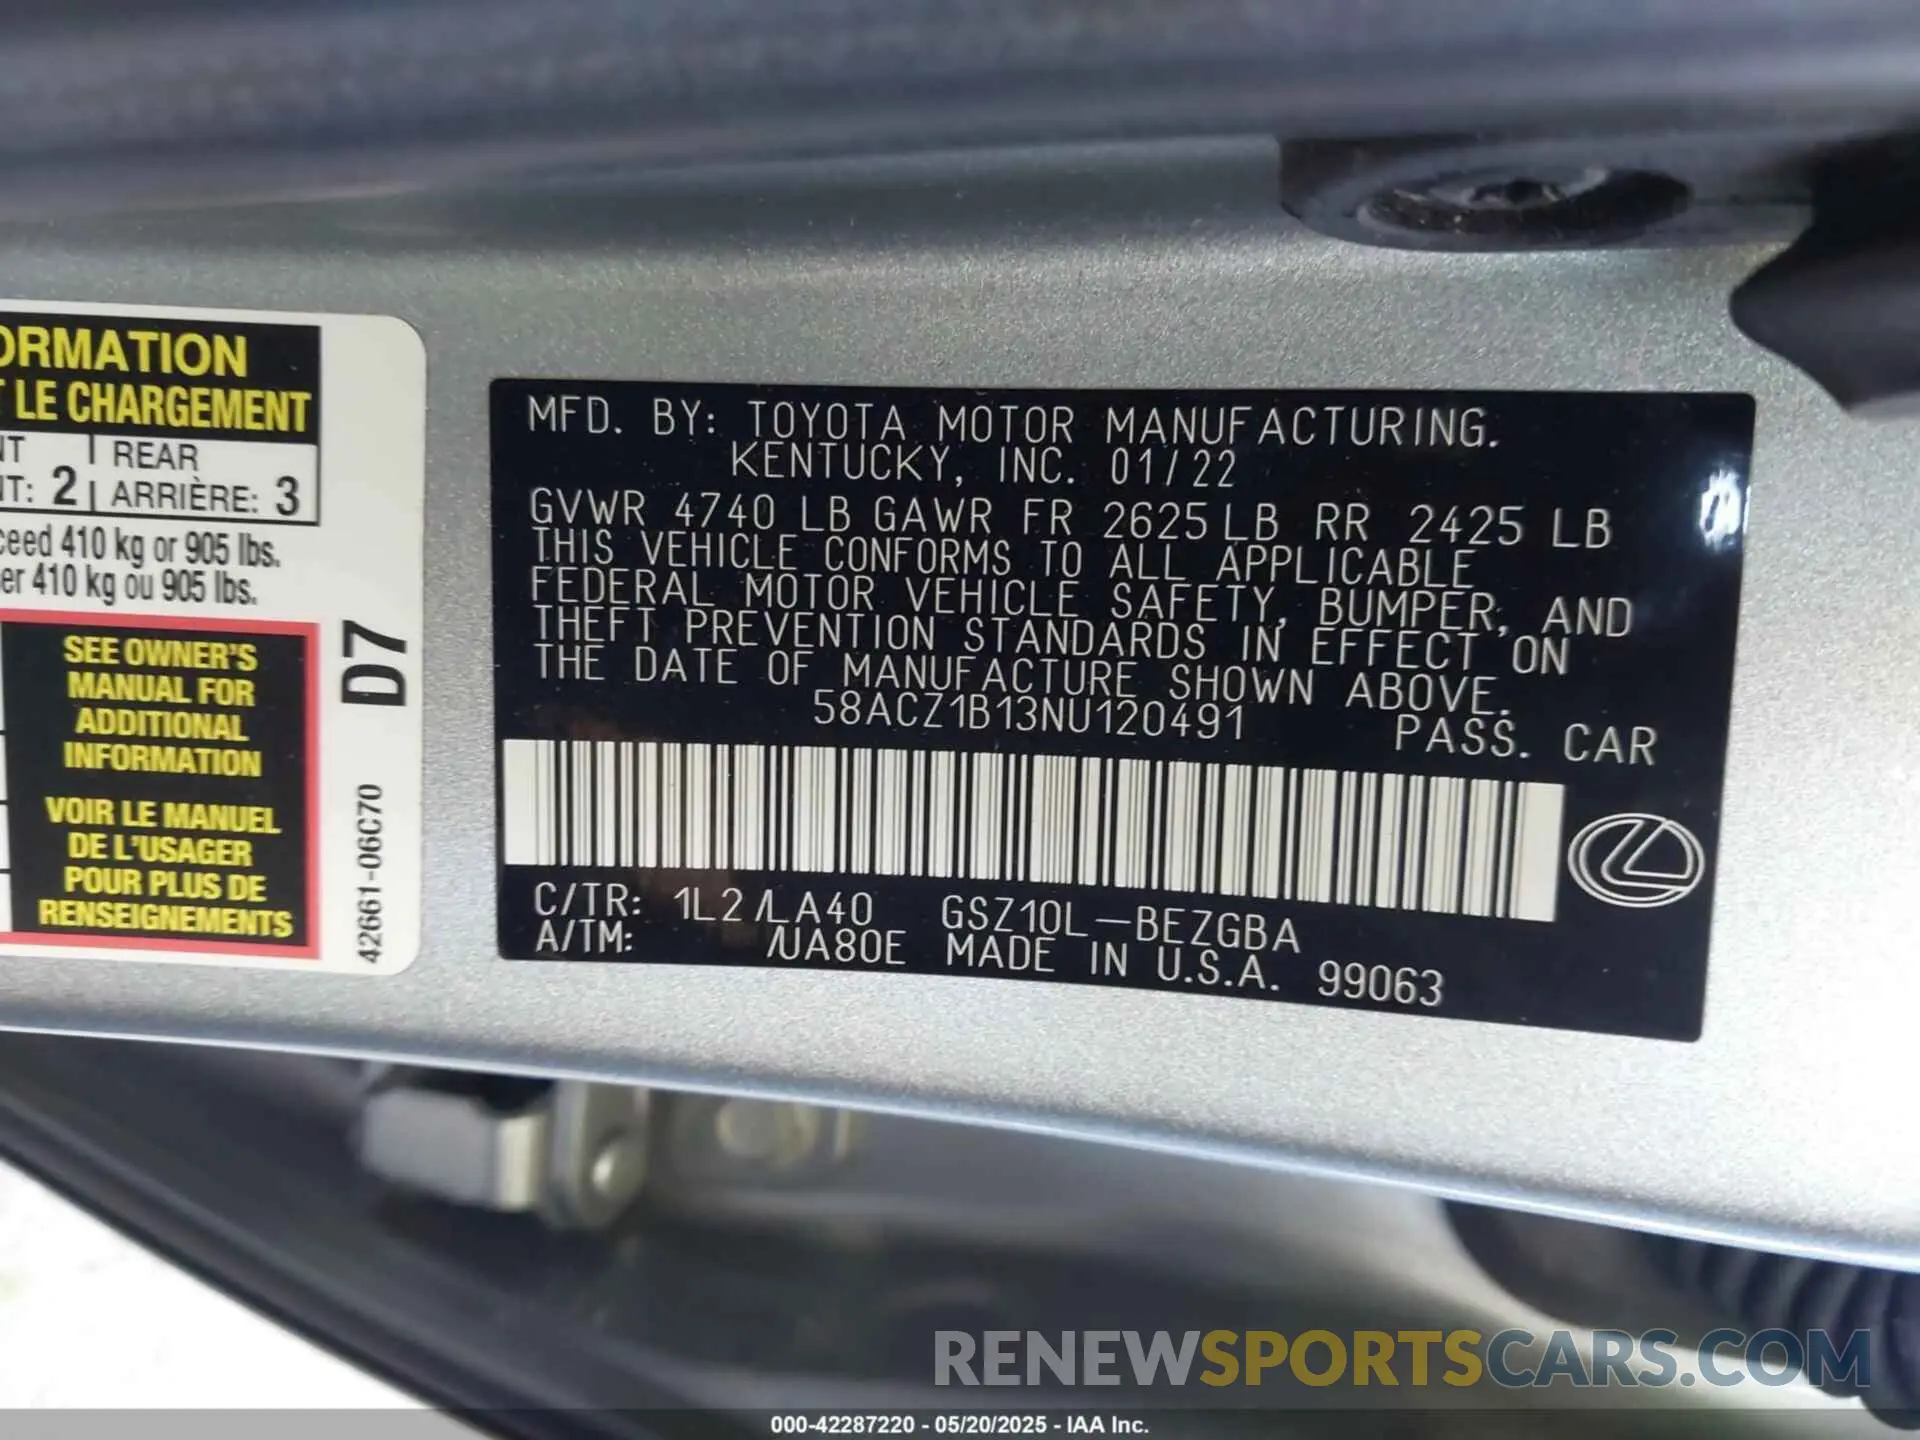 ORMATION
LE CHARGEMENT
NT REAR
NT: 2 ARRIÈRE: 3
ceed 410 kg or 905 lbs.
er 410 kg ou 905 lbs.
SEE OWNER'S
MANUAL FOR
ADDITIONAL
INFORMATION
VOIR LE MANUEL
DE L'USAGER
POUR PLUS DE
RENSEIGNEMENTS
D7
42661-06C70
MFD. BY: TOYOTA MOTOR MANUFACTURING.
KENTUCKY, INC. 01/22
GVWR 4740 LB GAWR FR 2625 LB RR 2425 LB
THIS VEHICLE CONFORMS TO ALL APPLICABLE
FEDERAL MOTOR VEHICLE SAFETY, BUMPER, AND
THEFT PREVENTION STANDARDS IN EFFECT ON
THE DATE OF MANUFACTURE SHOWN ABOVE.
58ACZ1B13NU120491 PASS. CAR
C/TR: 1L2/LA40 GSZ10L-BEZGBA
A/TM: /UA80E MADE IN U.S.A. 99063
RENEWSPORTSCARS.COM
000-42287220 - 05/20/2025 - IAA Inc.